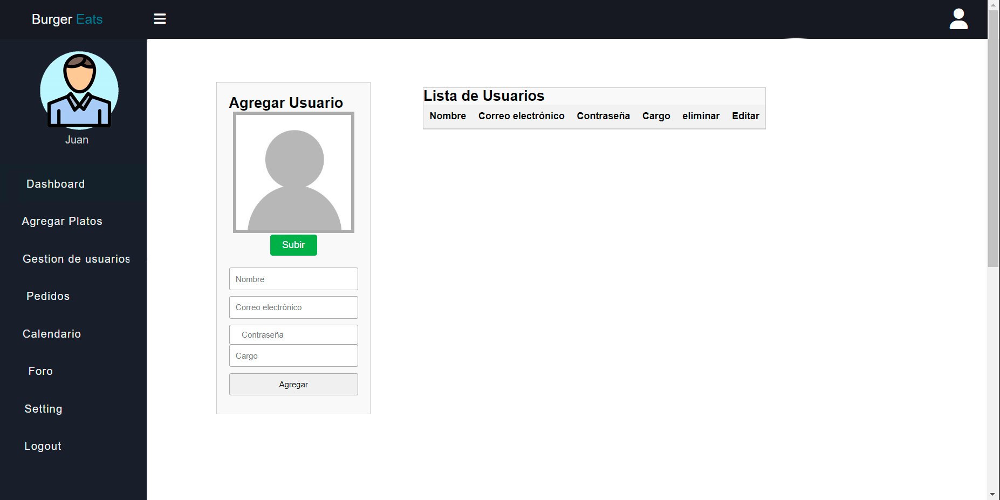 Burger Eats
Juan
Dashboard
Agregar Platos
Gestion de usuarios
Pedidos
Calendario
Foro
Setting
Logout
Agregar Usuario
Subir
Nombre
Correo electrónico
Contraseña
Cargo
Agregar
Lista de Usuarios
Nombre Correo electrónico Contraseña Cargo eliminar Editar